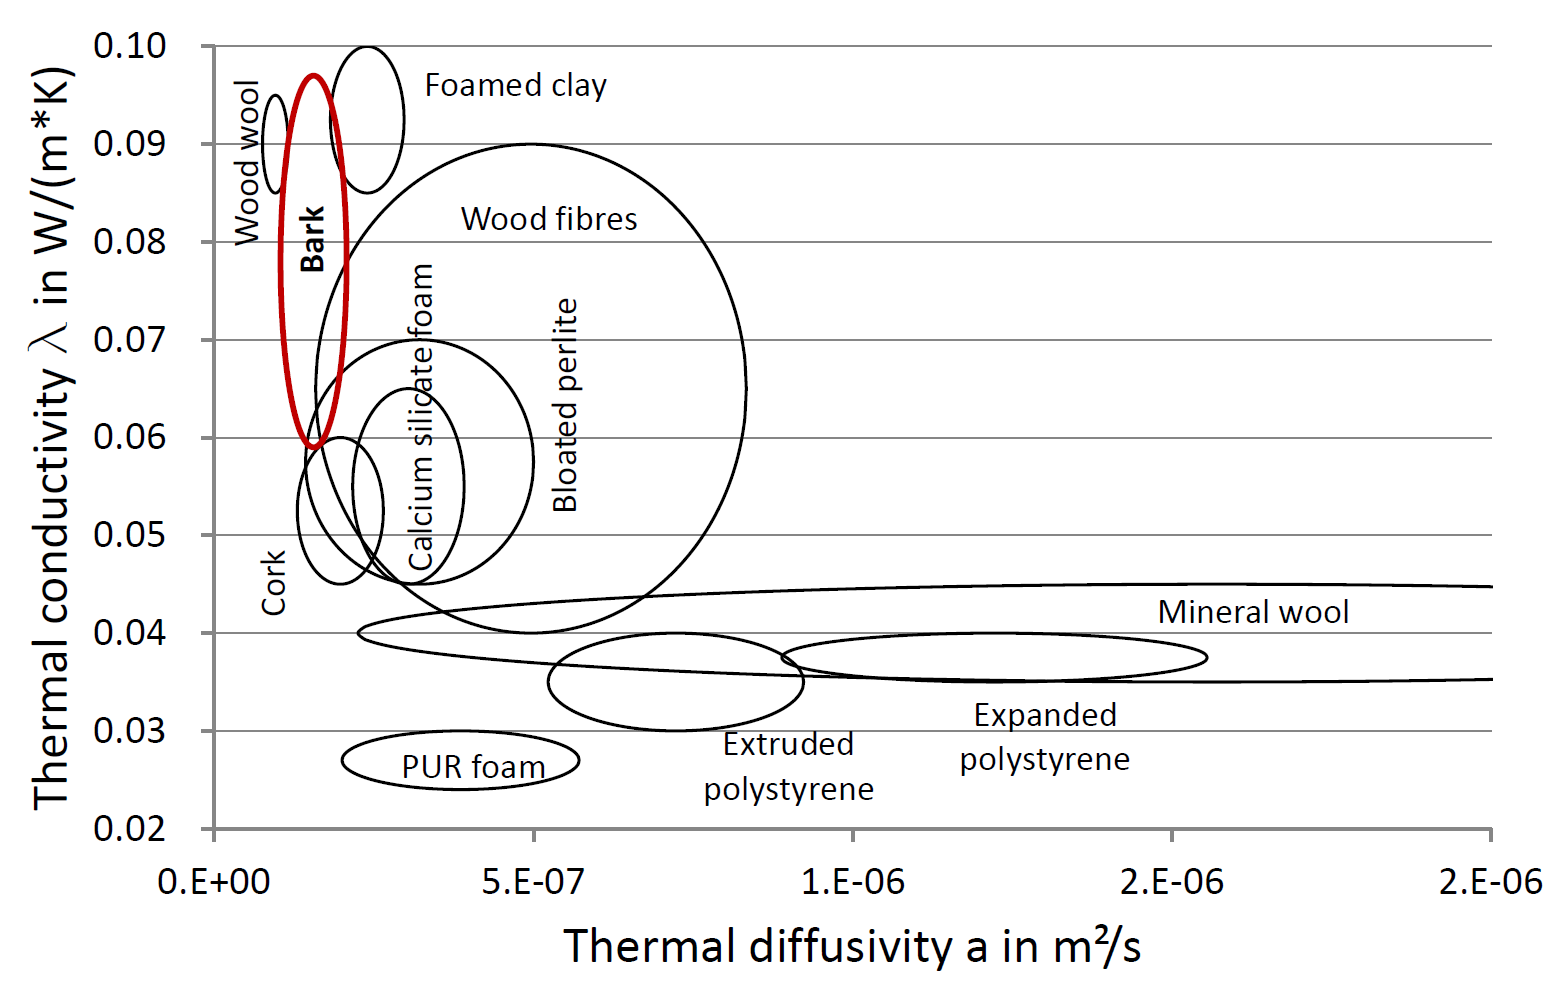 Thermal conductivity λ in W/(m*K)
0.10
0.09
0.08
0.07
0.06
0.05
0.04
0.03
0.02
Wood wool
Bark
Foamed clay
Wood fibres
Calcium silicate foam
Bloated perlite
Cork
Mineral wool
Expanded
polystyrene
Extruded
polystyrene
PUR foam
0.E+00
5.E-07
1.E-06
2.E-06
2.E-06
Thermal diffusivity a in m²/s